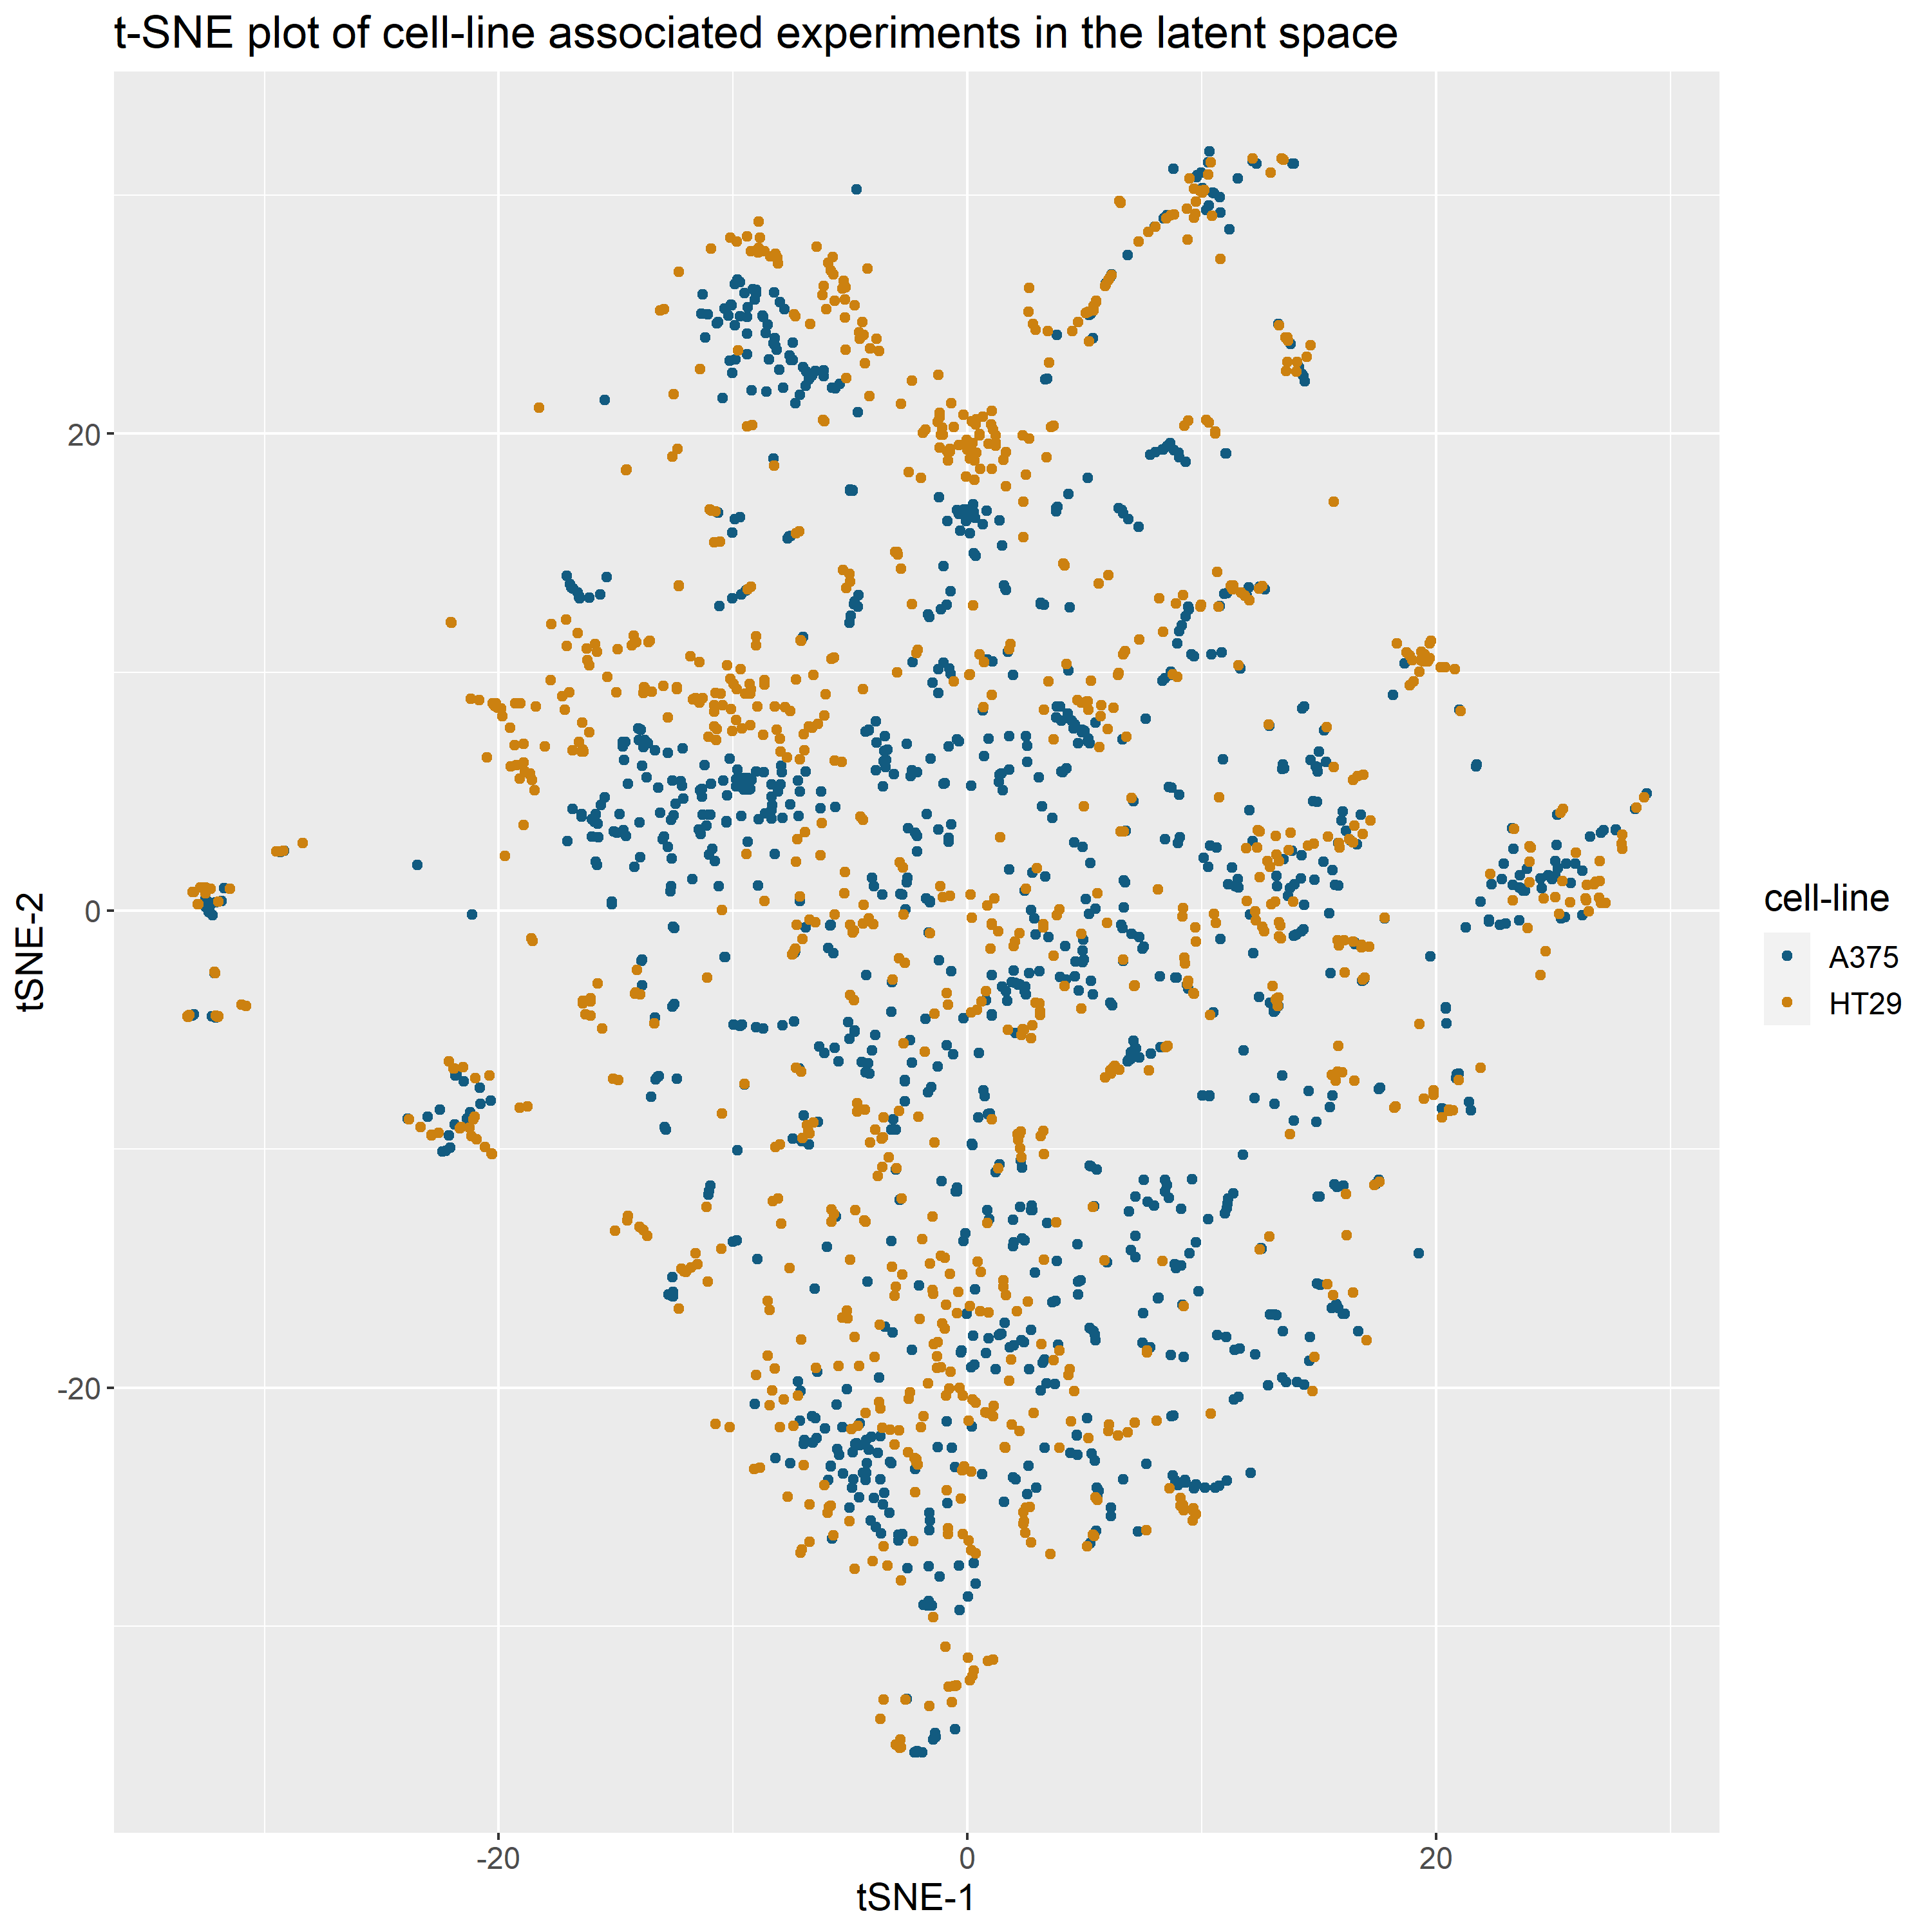 t-SNE plot of cell-line associated experiments in the latent space
20
0
-20
tSNE-2
-20
0
20
tSNE-1
cell-line
A375
HT29